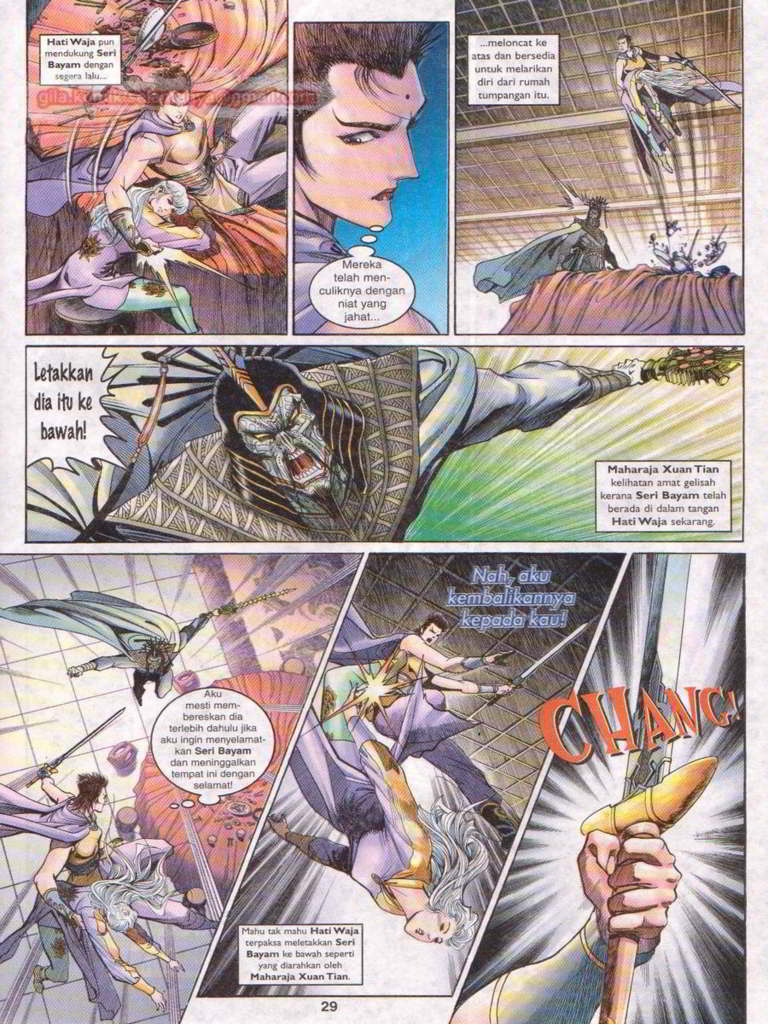 Hati Waja pun
mendukung Seri
Bayam dengan
segera lalu...
Mereka
telah men-
culiknya dengan
niat yang
jahat...
...meloncat ke
atas dan bersedia
untuk melarikan
diri dari rumah
tumpangan itu.
Letakkan
dia itu ke
bawah!
Maharaja Xuan Tian
kelihatan amat gelisah
kerana Seri Bayam telah
berada di dalam tangan
Hati Waja sekarang.
Aku
mesti mem-
bereskan dia
terlebih dahulu jika
aku ingin menyelamat-
kan Seri Bayam
dan meninggalkan
tempat ini dengan
selamat!
Nah, aku
kembalikannya
kepada kau!
Mahu tak mahu Hati Waja
terpaksa meletakkan Seri
Bayam ke bawah seperti
yang diarahkan oleh
Maharaja Xuan Tian.
CHANG!
29